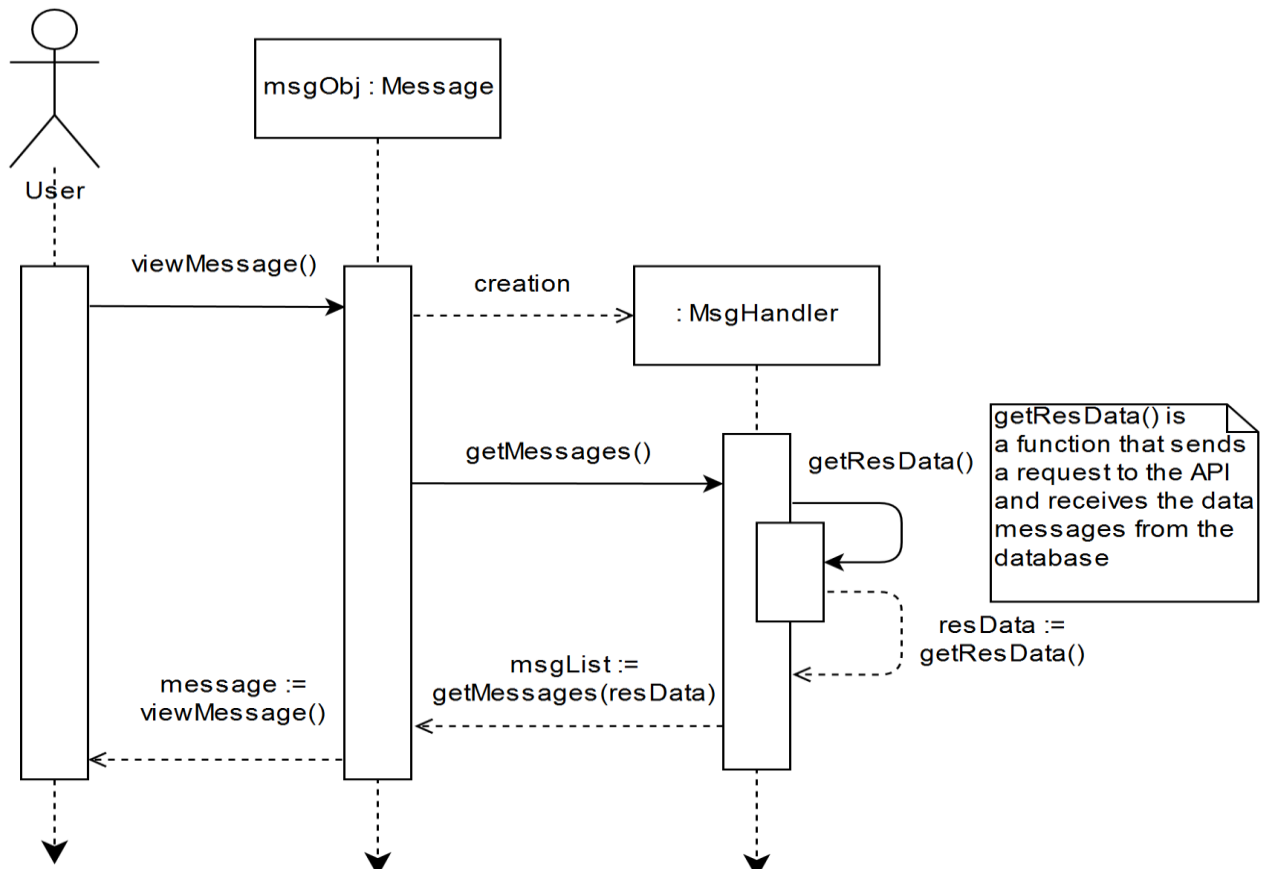 msgObj : Message
User
viewMessage()
creation
: MsgHandler
getMessages()
getResData()
getResData() is
a function that sends
a request to the API
and receives the data
messages from the
database
resData :=
getResData()
msgList :=
getMessages(resData)
message :=
viewMessage()